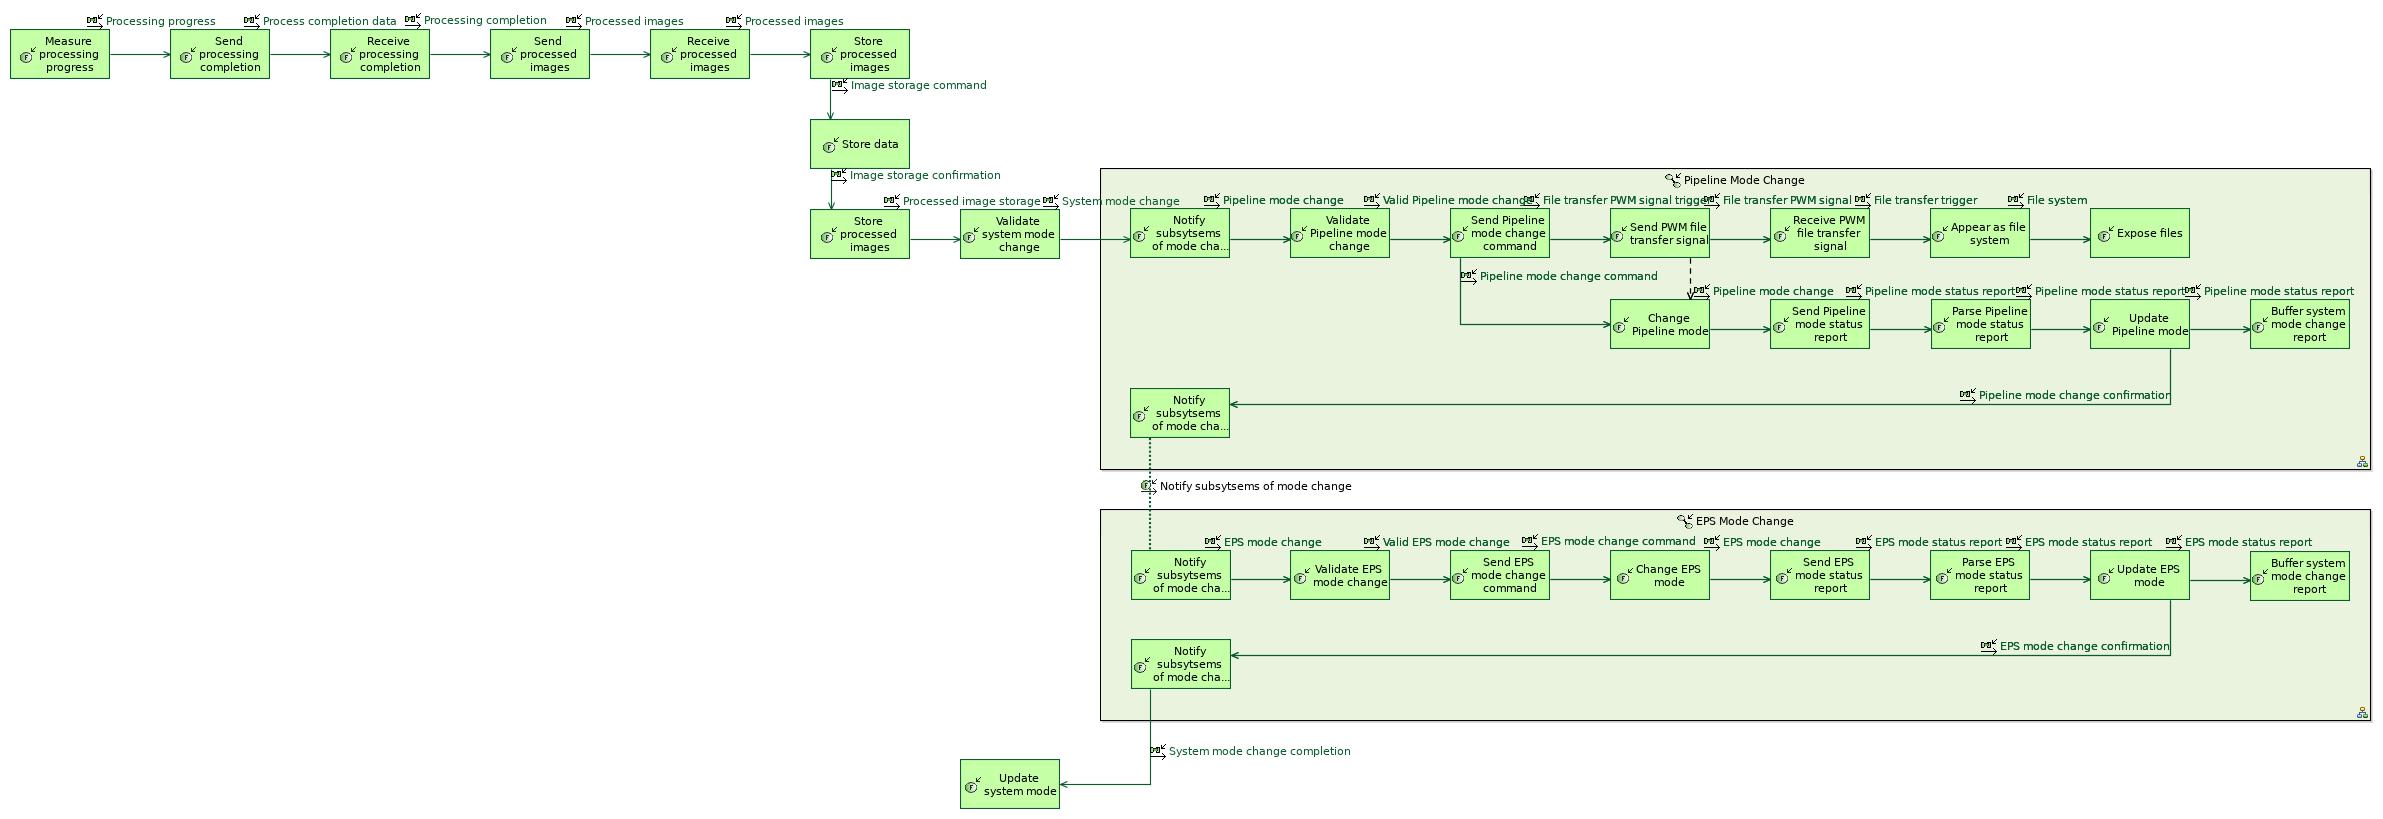 Processing progress
Process completion data
Processing completion
Processed images
Processed images
Measure
processing
progress
Send
processing
completion
Receive
processing
completion
Send
processed
images
Receive
processed
images
Store
processed
images
Image storage command
Store data
Image storage confirmation
Processed image storage
System mode change
Store
processed
images
Validate
system mode
change
Pipeline Mode Change
Pipeline mode change
Valid Pipeline mode change
File transfer PWM signal trigger
File transfer PWM signal
File transfer trigger
File system
Notify
subsytsems
of mode cha...
Validate
Pipeline mode
change
Send Pipeline
mode change
command
Send PWM file
transfer signal
Receive PWM
file transfer
signal
Appear as file
system
Expose files
Pipeline mode change command
Pipeline mode change
Pipeline mode status report
Pipeline mode status report
Pipeline mode status report
Change
Pipeline mode
Send Pipeline
mode status
report
Parse Pipeline
mode status
report
Update
Pipeline mode
Buffer system
mode change
report
Pipeline mode change confirmation
Notify
subsytsems
of mode cha...
Notify subsytsems of mode change
EPS Mode Change
EPS mode change
Valid EPS mode change
EPS mode change command
EPS mode change
EPS mode status report
EPS mode status report
EPS mode status report
Notify
subsytsems
of mode cha...
Validate EPS
mode change
Send EPS
mode change
command
Change EPS
mode
Send EPS
mode status
report
Parse EPS
mode status
report
Update EPS
mode
Buffer system
mode change
report
EPS mode change confirmation
Notify
subsytsems
of mode cha...
System mode change completion
Update
system mode